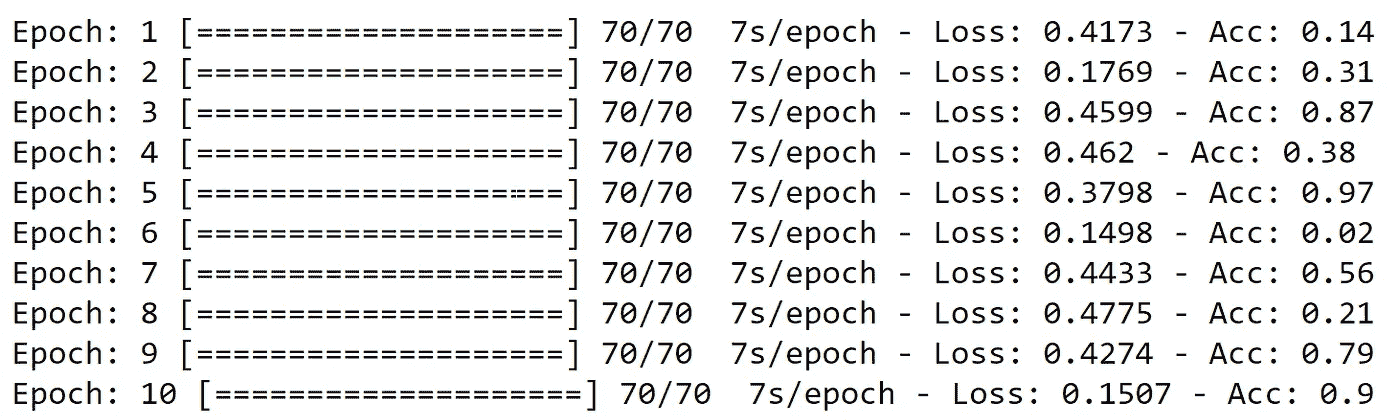 Epoch: 1 [====================] 70/70  7s/epoch - Loss: 0.4173 - Acc: 0.14
Epoch: 2 [====================] 70/70  7s/epoch - Loss: 0.1769 - Acc: 0.31
Epoch: 3 [====================] 70/70  7s/epoch - Loss: 0.4599 - Acc: 0.87
Epoch: 4 [====================] 70/70  7s/epoch - Loss: 0.462 - Acc: 0.38
Epoch: 5 [====================] 70/70  7s/epoch - Loss: 0.3798 - Acc: 0.97
Epoch: 6 [====================] 70/70  7s/epoch - Loss: 0.1498 - Acc: 0.02
Epoch: 7 [====================] 70/70  7s/epoch - Loss: 0.4433 - Acc: 0.56
Epoch: 8 [====================] 70/70  7s/epoch - Loss: 0.4775 - Acc: 0.21
Epoch: 9 [====================] 70/70  7s/epoch - Loss: 0.4274 - Acc: 0.79
Epoch: 10 [====================] 70/70  7s/epoch - Loss: 0.1507 - Acc: 0.9